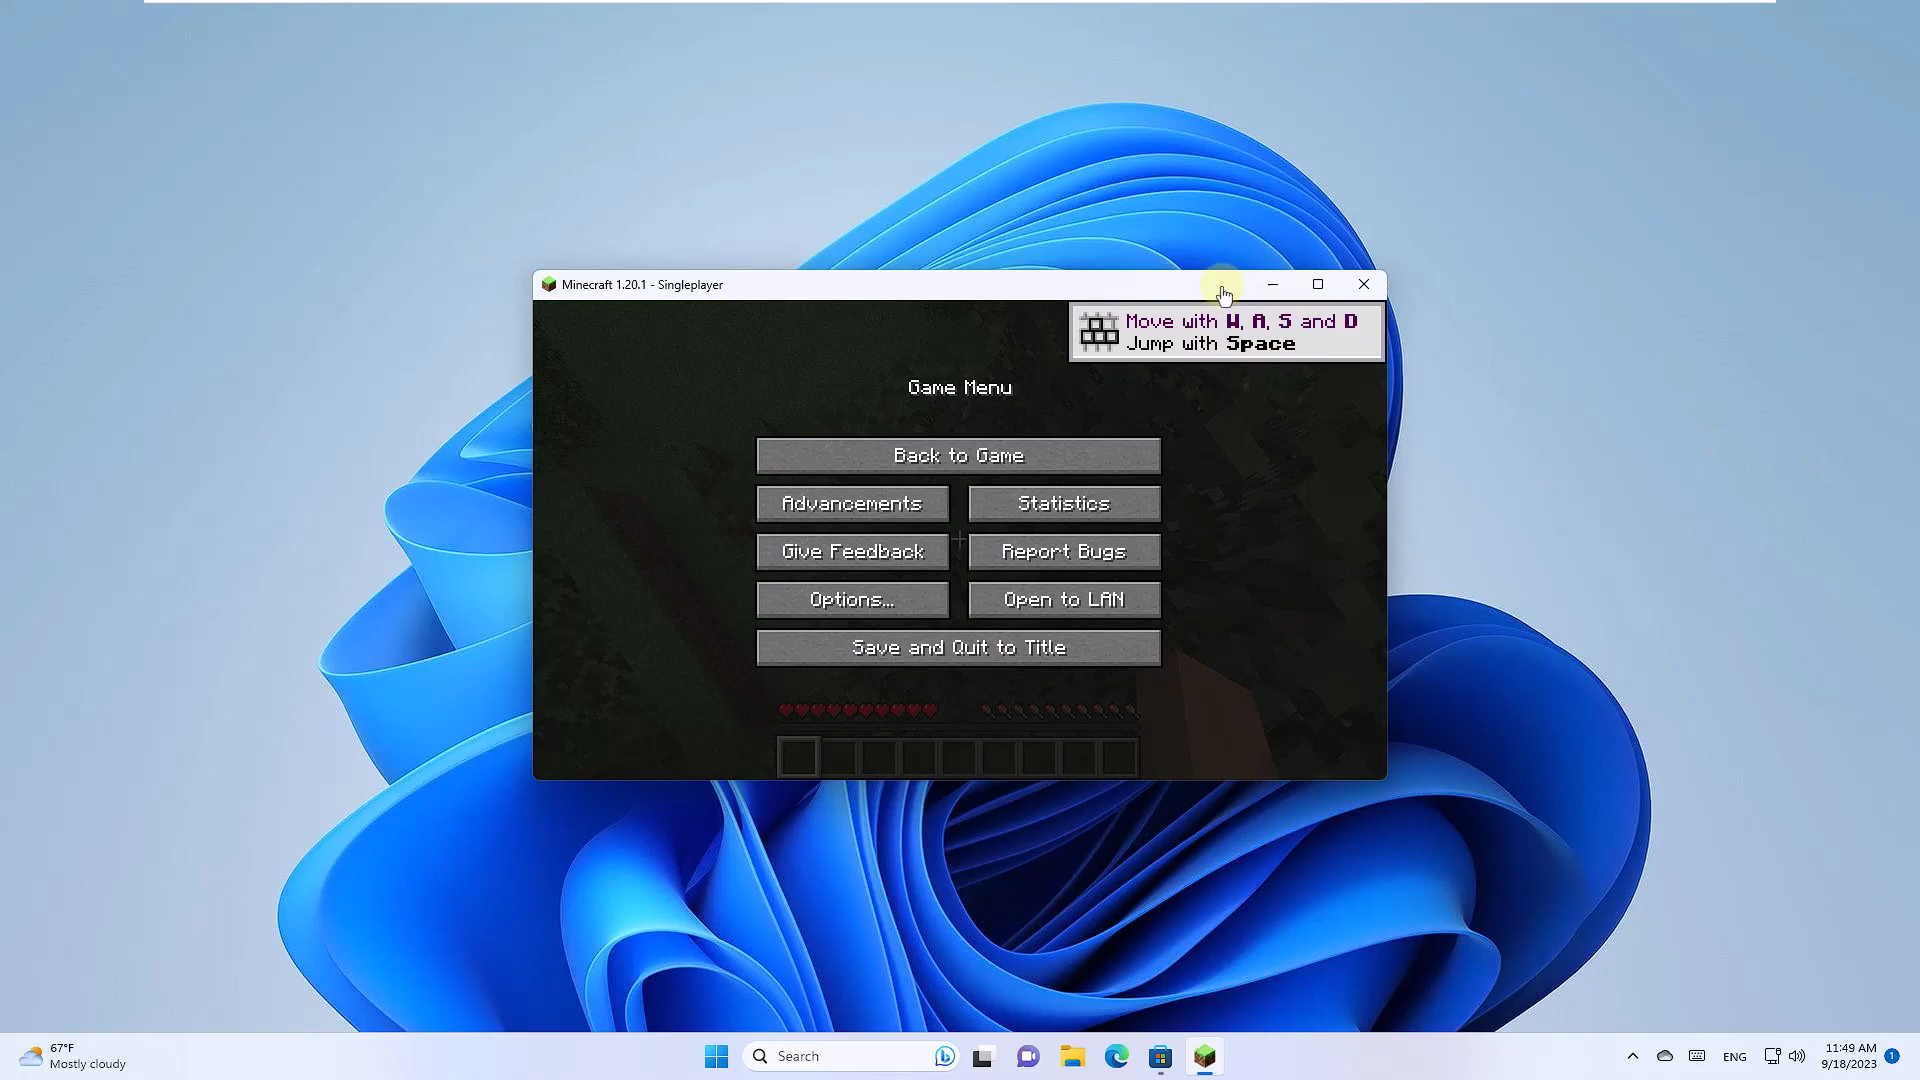 Minecraft 1.20.1 - Singleplayer
Move with W, A, S and D
Jump with Space
Game Menu
Back to Game
Advancements
Statistics
Give Feedback
Report Bugs
Options...
Open to LAN
Save and Quit to Title
67°F
Mostly cloudy
Search
ENG
11:49 AM
9/18/2023
1